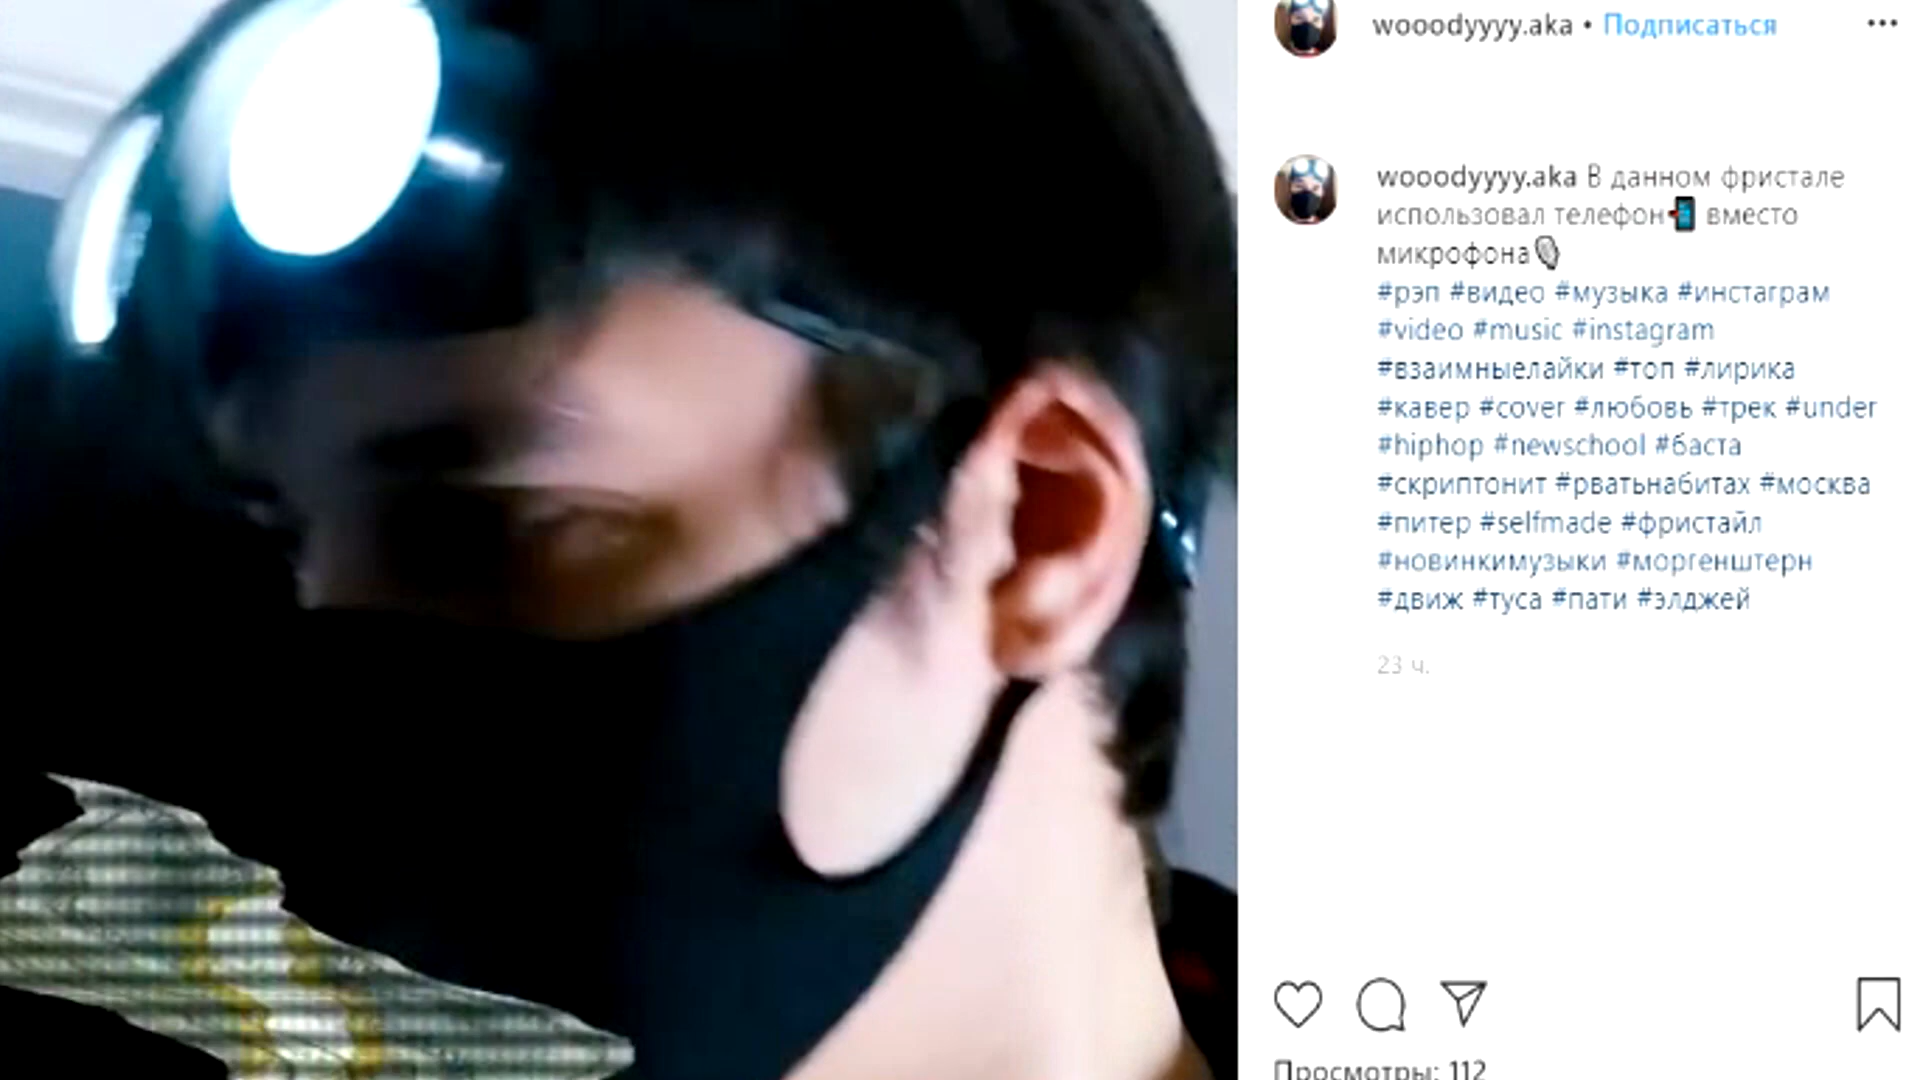 wooodyyyy.aka • Подписаться
wooodyyyy.aka В данном фристале
использовал телефон📲 вместо
микрофона🎙
#рэп #видео #музыка #инстаграм
#video #music #instagram
#взаимныелайки #топ #лирика
#кавер #cover #любовь #трек #under
#hiphop #newschool #баста
#скриптонит #рватьнабитах #москва
#питер #selfmade #фристайл
#новинкимузыки #моргенштерн
#движ #туса #пати #элджей
23 ч.
Просмотры: 112